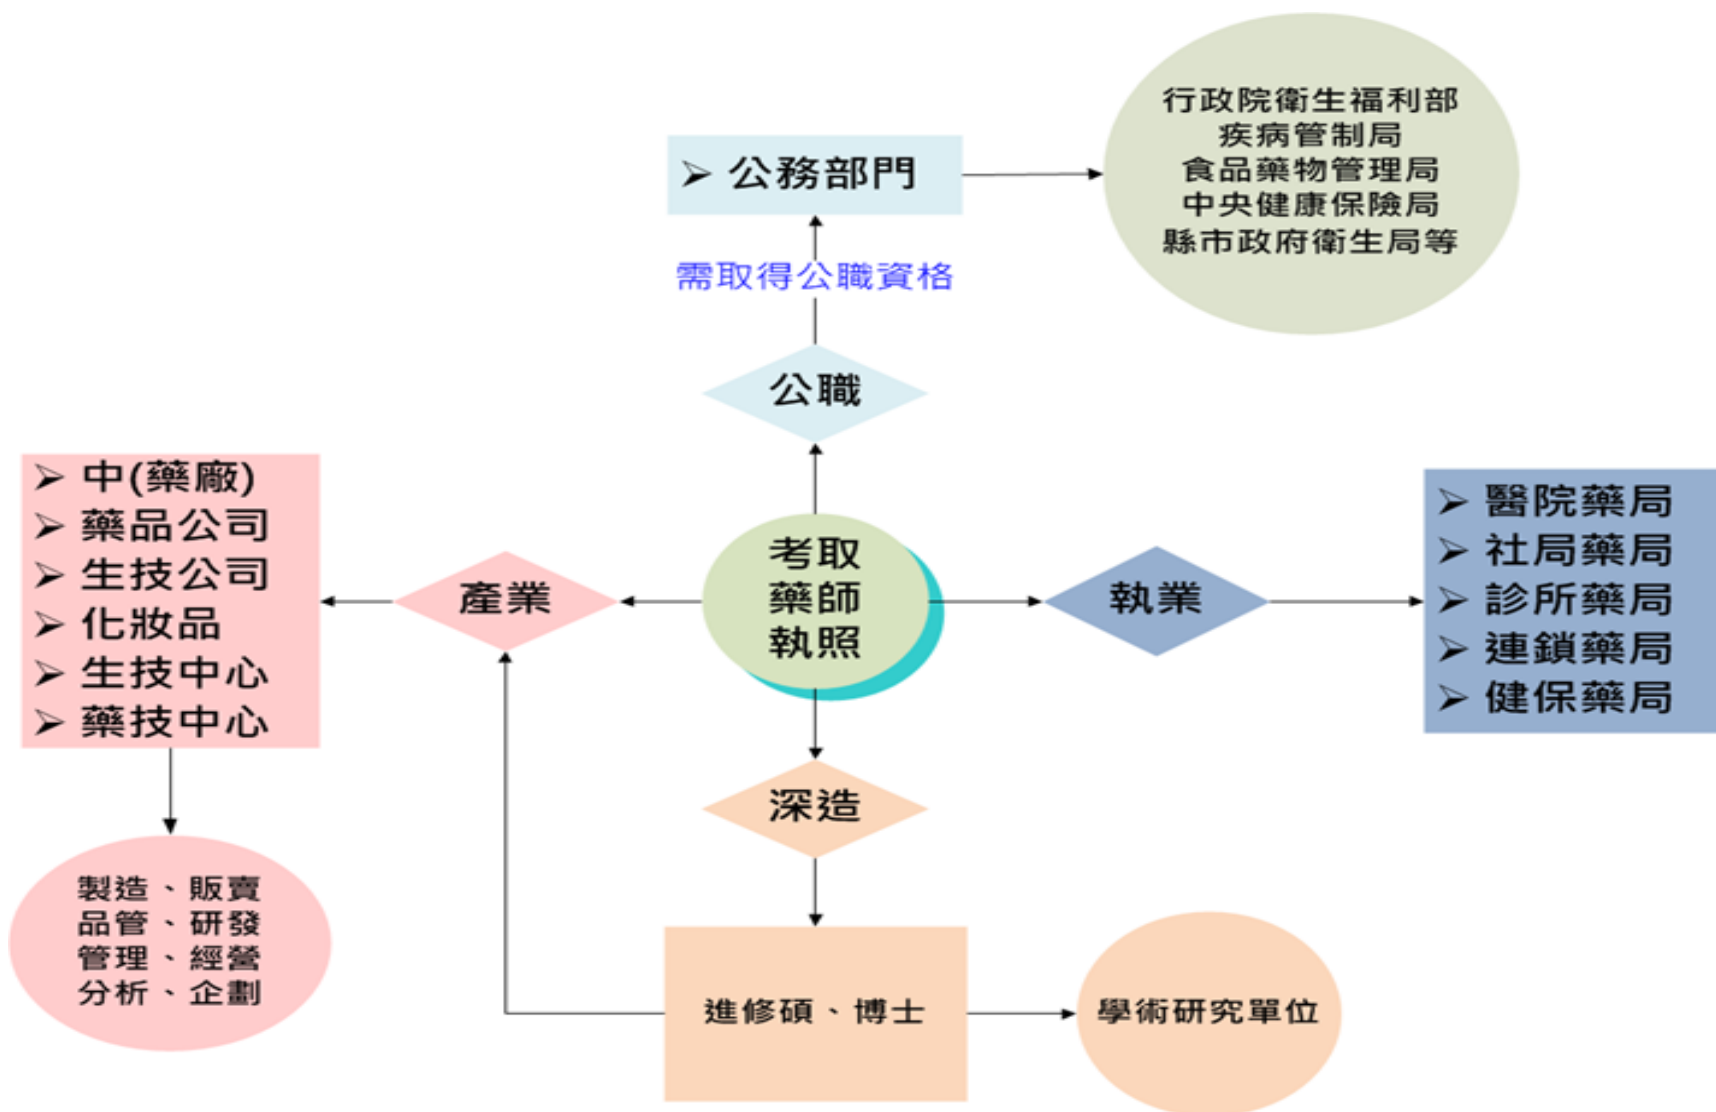 行政院衛生福利部
疾病管制局
食品藥物管理局
中央健康保險局
縣市政府衛生局等
➢ 公務部門
需取得公職資格
公職
➢ 中(藥廠)
➢ 藥品公司
➢ 生技公司
➢ 化妝品
➢ 生技中心
➢ 藥技中心
產業
考取
藥師
執照
執業
➢ 醫院藥局
➢ 社局藥局
➢ 診所藥局
➢ 連鎖藥局
➢ 健保藥局
深造
製造、販賣
品管、研發
管理、經營
分析、企劃
進修碩、博士
學術研究單位